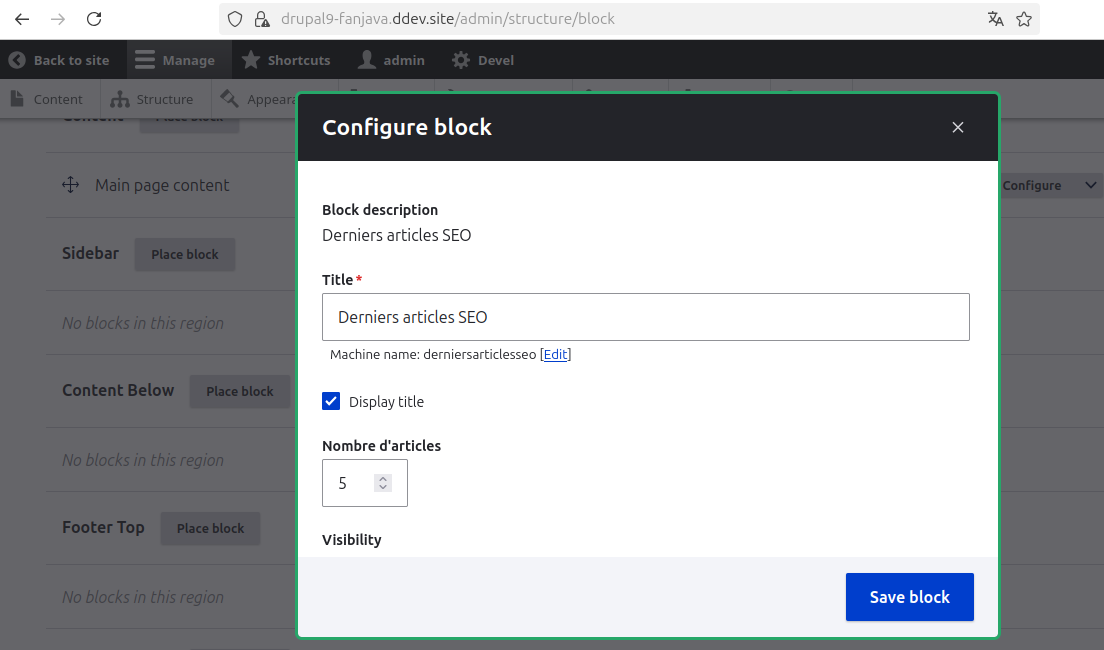 drupal9-fanjava.ddev.site/admin/structure/block
Back to site Manage Shortcuts admin Devel
Content Structure Appeara
Content Place block
Configure block
Main page content
Configure
Block description
Derniers articles SEO
Sidebar Place block
Title*
Derniers articles SEO
No blocks in this region
Machine name: derniersarticlesseo [Edit]
Content Below Place block
Display title
Nombre d'articles
No blocks in this region
5
Footer Top Place block
Visibility
No blocks in this region
Save block